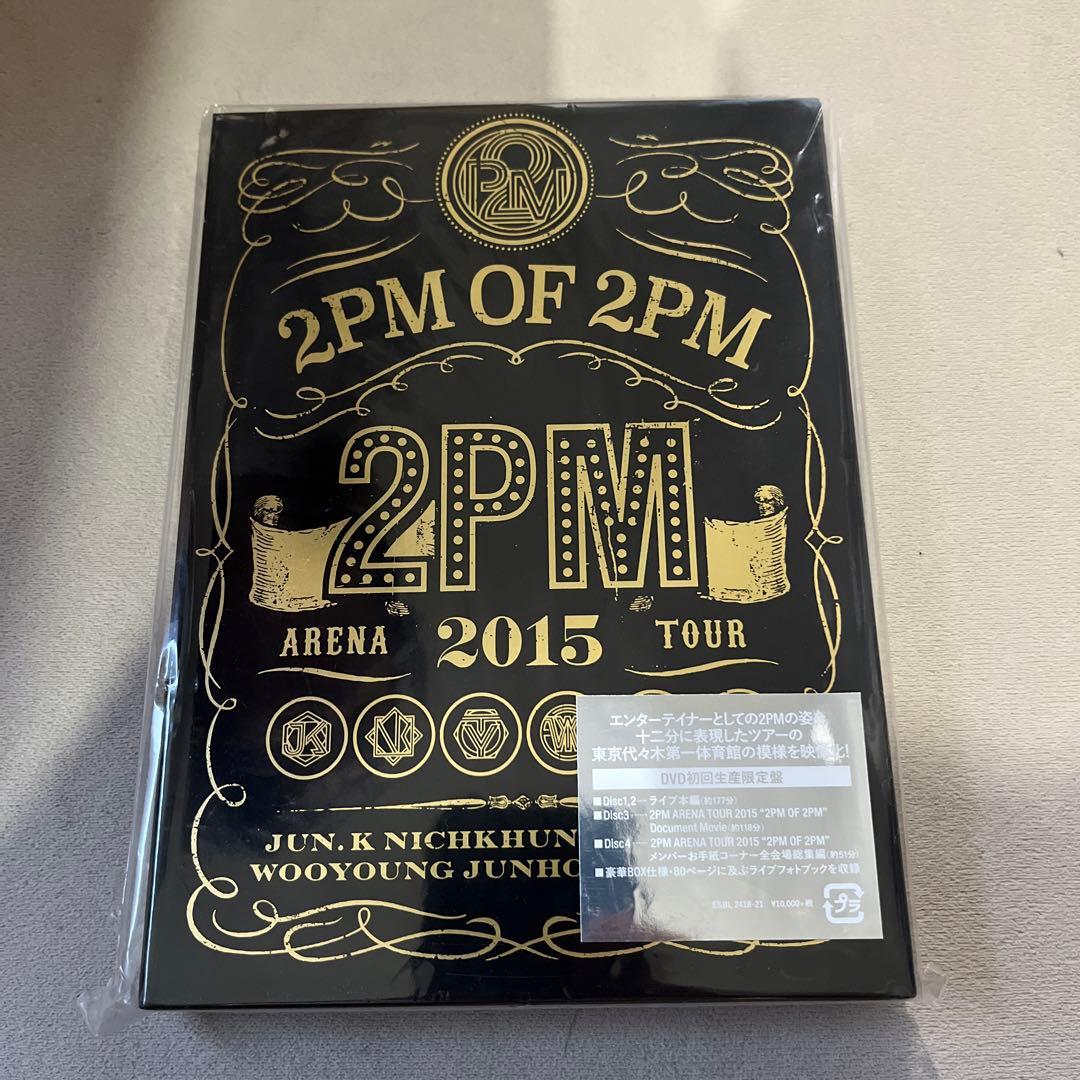 2PM
2PM OF 2PM
2PM
ARENA 2015 TOUR
JK NK TY WY
JUN.K NICHKHUN
WOOYOUNG JUNHO
エンターテイナーとしての2PMの姿を
十二分に表現したツアーの
東京代々木第一体育館の模様を映像化!
DVD初回生産限定盤
■Disc1,2－ライブ本編(約177分)
■Disc3－2PM ARENA TOUR 2015 "2PM OF 2PM"
Document Movie(約118分)
■Disc4－2PM ARENA TOUR 2015 "2PM OF 2PM"
メンバーお手紙コーナー全会場総集編(約51分)
■豪華BOX仕様・80ページに及ぶライブフォトブックを収録
ESBL 2418-21 ¥10,000+税
プラ